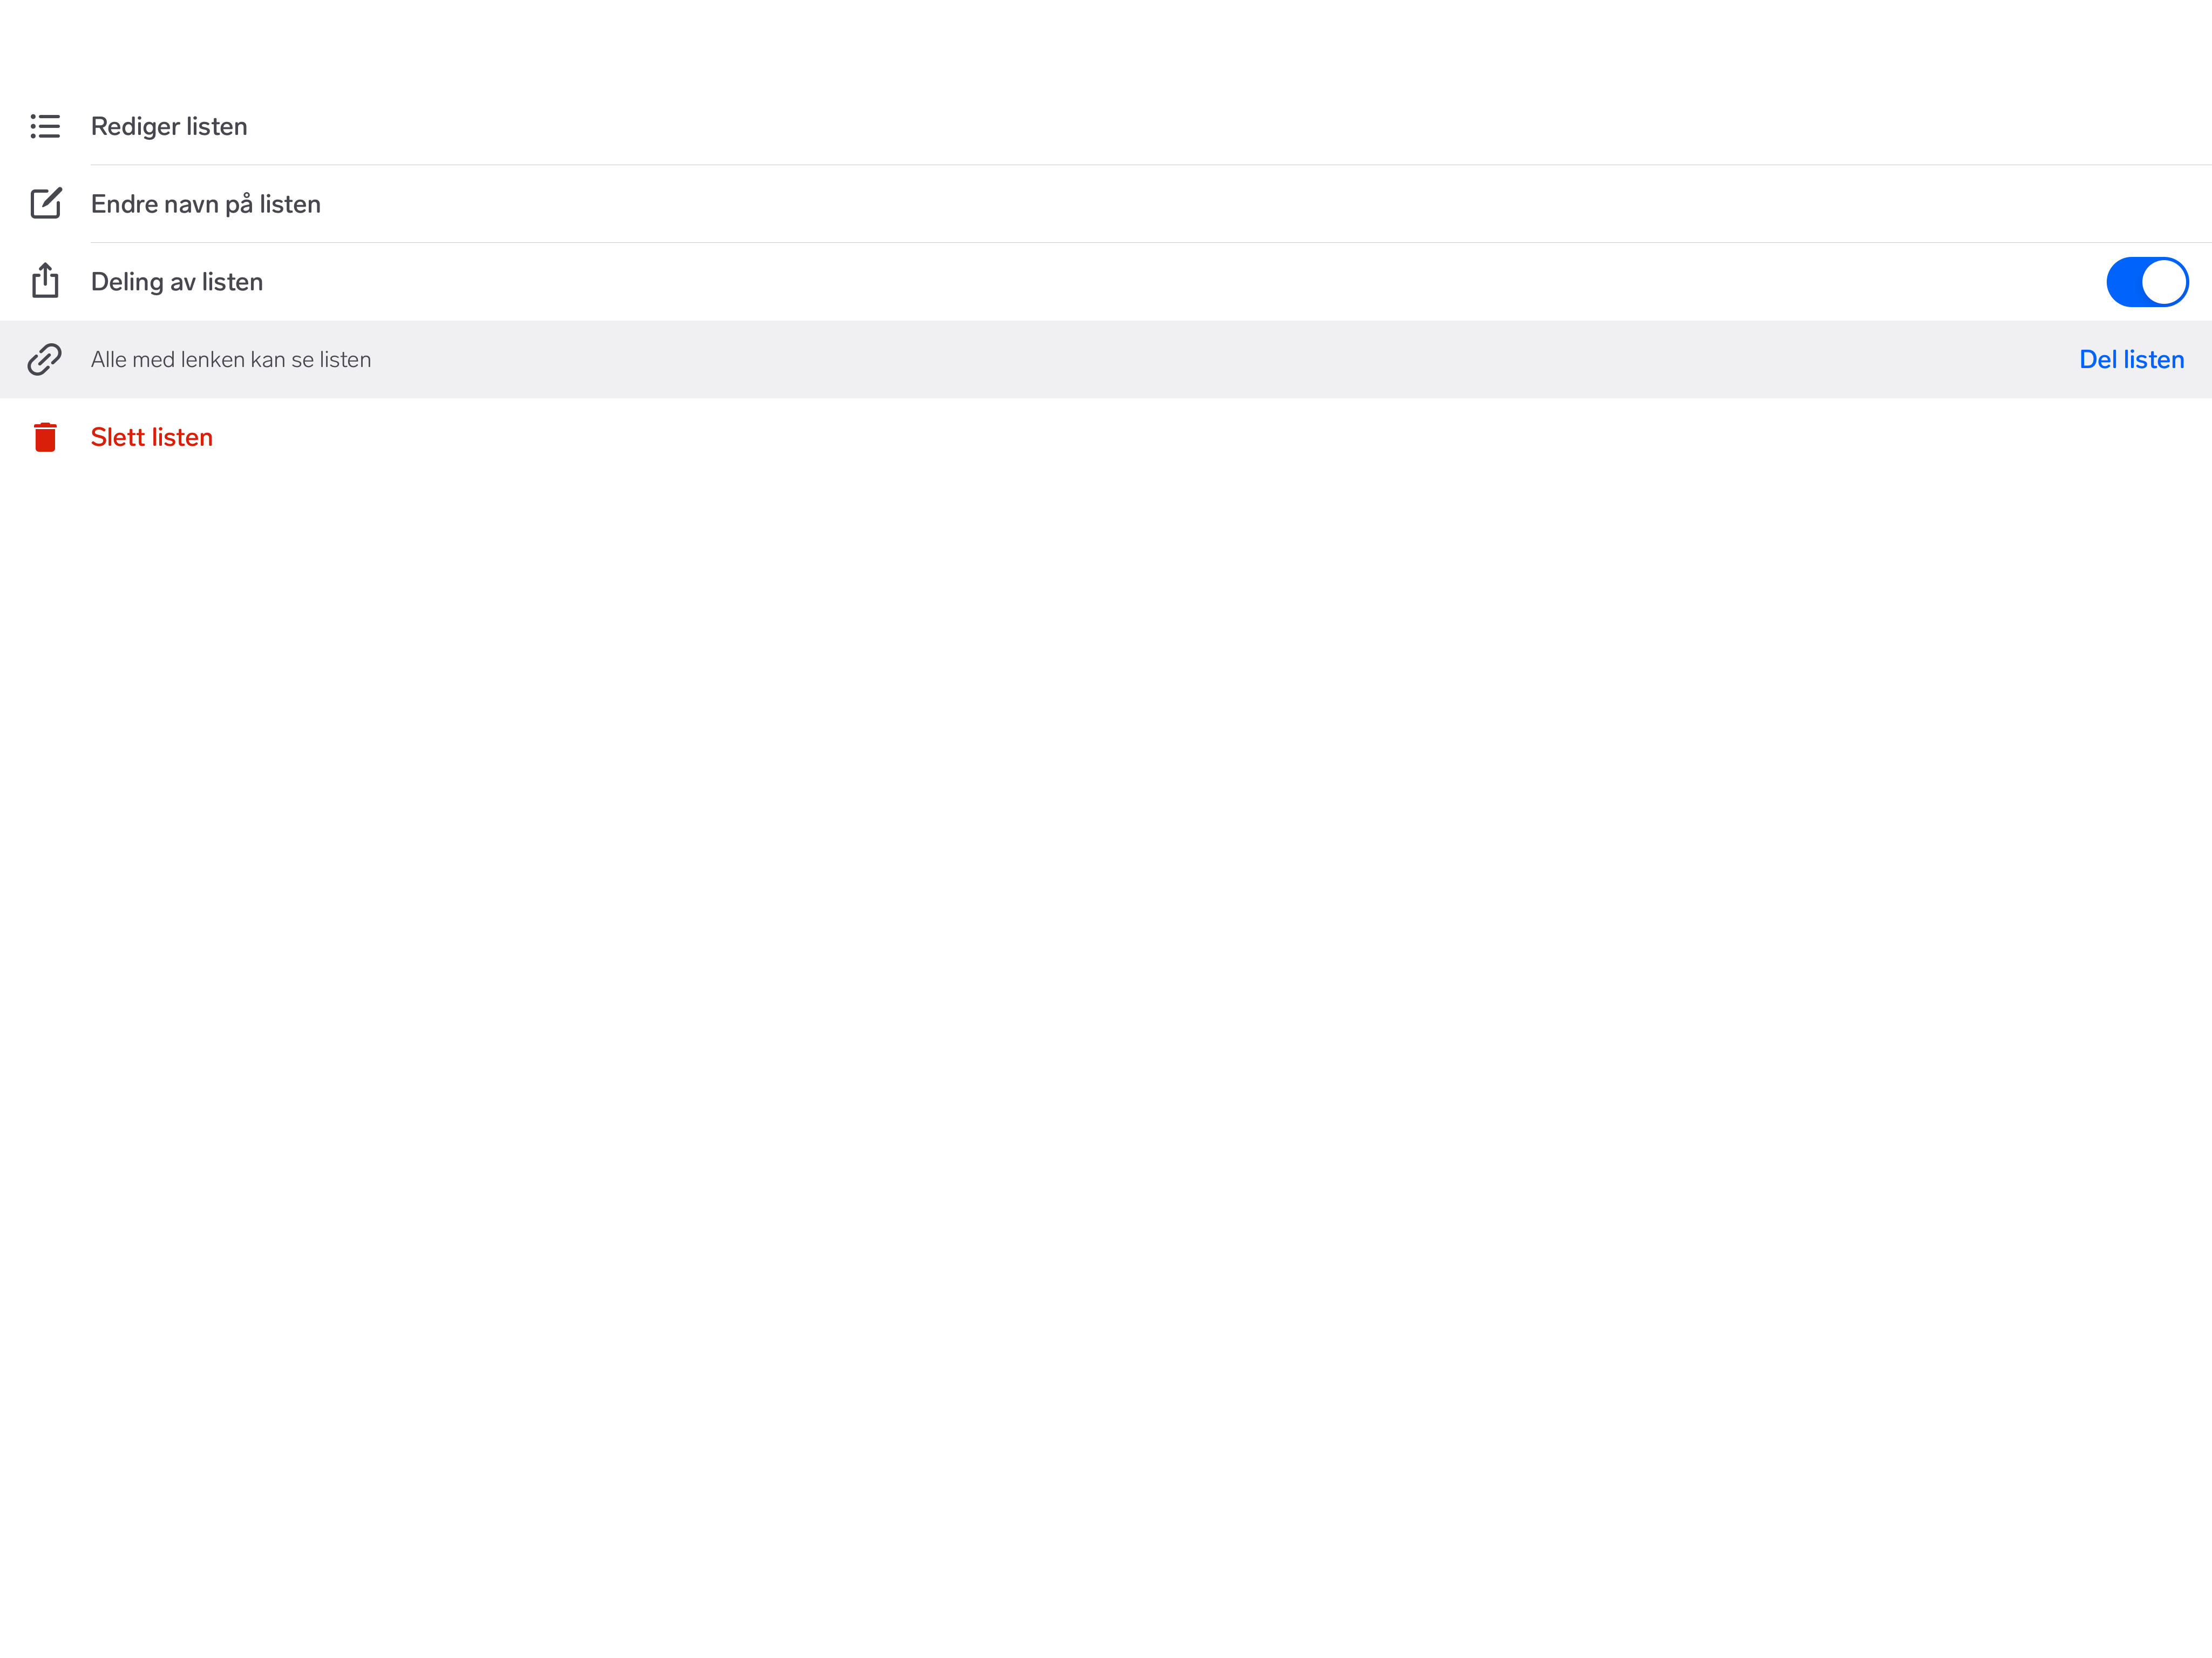 Rediger listen
Endre navn på listen
Deling av listen
Alle med lenken kan se listen
Del listen
Slett listen